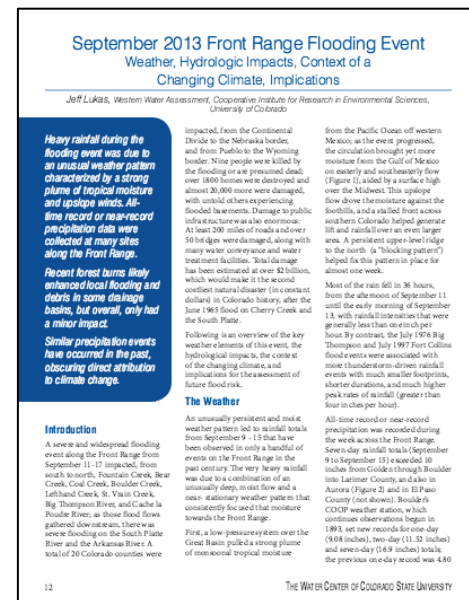 September 2013 Front Range Flooding Event
Weather, Hydrologic Impacts, Context of a
Changing Climate, Implications
Jeff Lukas, Western Water Assessment, Cooperative Institute for Research in Environmental Sciences,
University of Colorado
Heavy rainfall during the
flooding event was due to
an unusual weather pattern
characterized by a strong
plume of tropical moisture
and upslope winds. All-
time record or near-record
precipitation data were
collected at many sites
along the Front Range.
Recent forest burns likely
enhanced local flooding and
debris in some drainage
basins, but overall, only had
a minor impact.
Similar precipitation events
have occurred in the past,
obscuring direct attribution
to climate change.
Introduction
A severe and widespread flooding
event along the Front Range from
September 11-17 impacted, from
south to north, Fountain Creek, Bear
Creek, Coal Creek, Boulder Creek,
Lefthand Creek, St. Vrain Creek,
Big Thompson River, and Cache la
Poudre River; as those flood flows
gathered downstream, there was
severe flooding on the South Platte
River and the Arkansas River. A
total of 20 Colorado counties were
impacted, from the Continental
Divide to the Nebraska border,
and from Pueblo to the Wyoming
border. Nine people were killed by
the flooding or are presumed dead;
over 1800 homes were destroyed and
almost 20,000 more were damaged,
with untold others experiencing
flooded basements. Damage to public
infrastructure was also enormous:
At least 200 miles of roads and over
50 bridges were damaged, along with
many water conveyance and water
treatment facilities. Total damage
has been estimated at over $2 billion,
which would make it the second
costliest natural disaster (in constant
dollars) in Colorado history, after the
June 1965 flood on Cherry Creek and
the South Platte.
Following is an overview of the key
weather elements of this event, the
hydrological impacts, the context
of the changing climate, and
implications for the assessment of
future flood risk.
The Weather
An unusually persistent and moist
weather pattern led to rainfall totals
from September 9 - 15 that have
been observed in only a handful of
events on the Front Range in the
past century. The very heavy rainfall
was due to a combination of an
unusually deep, moist flow and a
near- stationary weather pattern that
consistently focused that moisture
towards the Front Range.
First, a low-pressure system over the
Great Basin pulled a strong plume
of monsoonal tropical moisture
from the Pacific Ocean off western
Mexico; as the event progressed,
the circulation brought yet more
moisture from the Gulf of Mexico
on easterly and southeasterly flow
(Figure 1), aided by a surface high
over the Midwest. This upslope
flow drove the moisture against the
foothills, and a stalled front across
southern Colorado helped generate
lift and rainfall over an even larger
area. A persistent upper-level ridge
to the north (a "blocking pattern")
helped fix this pattern in place for
almost one week.
Most of the rain fell in 36 hours,
from the afternoon of September 11
until the early morning of September
13, with rainfall intensities that were
generally less than one inch per
hour. By contrast, the July 1976 Big
Thompson and July 1997 Fort Collins
flood events were associated with
more thunderstorm-driven rainfall
events with much smaller footprints,
shorter durations, and much higher
peak rates of rainfall (greater than
four inches per hour).
All-time record or near-record
precipitation was recorded during
the week across the Front Range.
Seven-day rainfall totals (September
9 to September 15) exceeded 10
inches from Golden through Boulder
into Larimer County, and also in
Aurora (Figure 2) and in El Paso
County (not shown). Boulder's
COOP weather station, which
continues observations begun in
1893, set new records for one-day
(9.08 inches), two-day (11.52 inches)
and seven-day (16.9 inches) totals;
the previous one-day record was 4.80
12
THE WATER CENTER OF COLORADO STATE UNIVERSITY